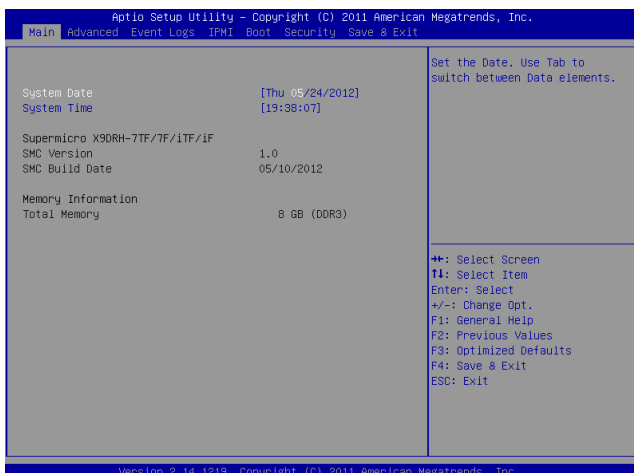 Aptio Setup Utility – Copyright (C) 2011 American Megatrends, Inc.
Main Advanced Event Logs IPMI Boot Security Save & Exit
Set the Date. Use Tab to
switch between Data elements.
System Date [Thu 05/24/2012]
System Time [19:38:07]
Supermicro X9DRH-7TF/7F/iTF/iF
SMC Version 1.0
SMC Build Date 05/10/2012
Memory Information
Total Memory 8 GB (DDR3)
→←: Select Screen
↑↓: Select Item
Enter: Select
+/-: Change Opt.
F1: General Help
F2: Previous Values
F3: Optimized Defaults
F4: Save & Exit
ESC: Exit
Version 2.14.1219. Copyright (C) 2011 American Megatrends, Inc.